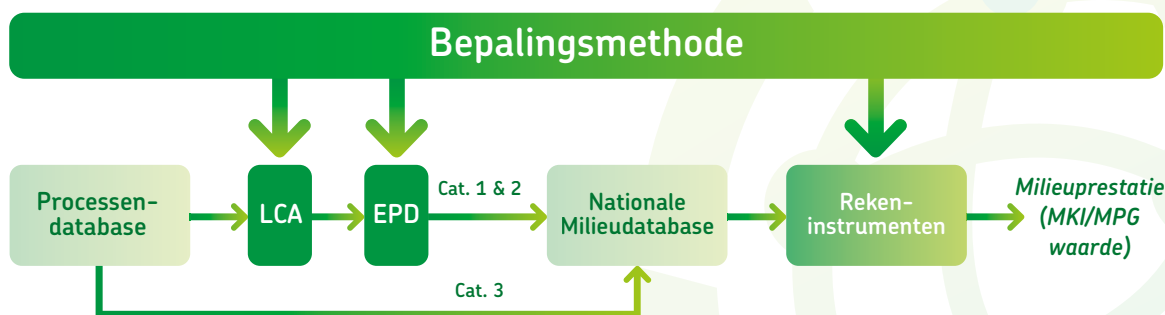 Bepalingsmethode
Processen-
database
LCA
EPD
Cat. 1 & 2
Nationale
Milieudatabase
Reken-
instrumenten
Milieuprestatie
(MKI/MPG
waarde)
Cat. 3